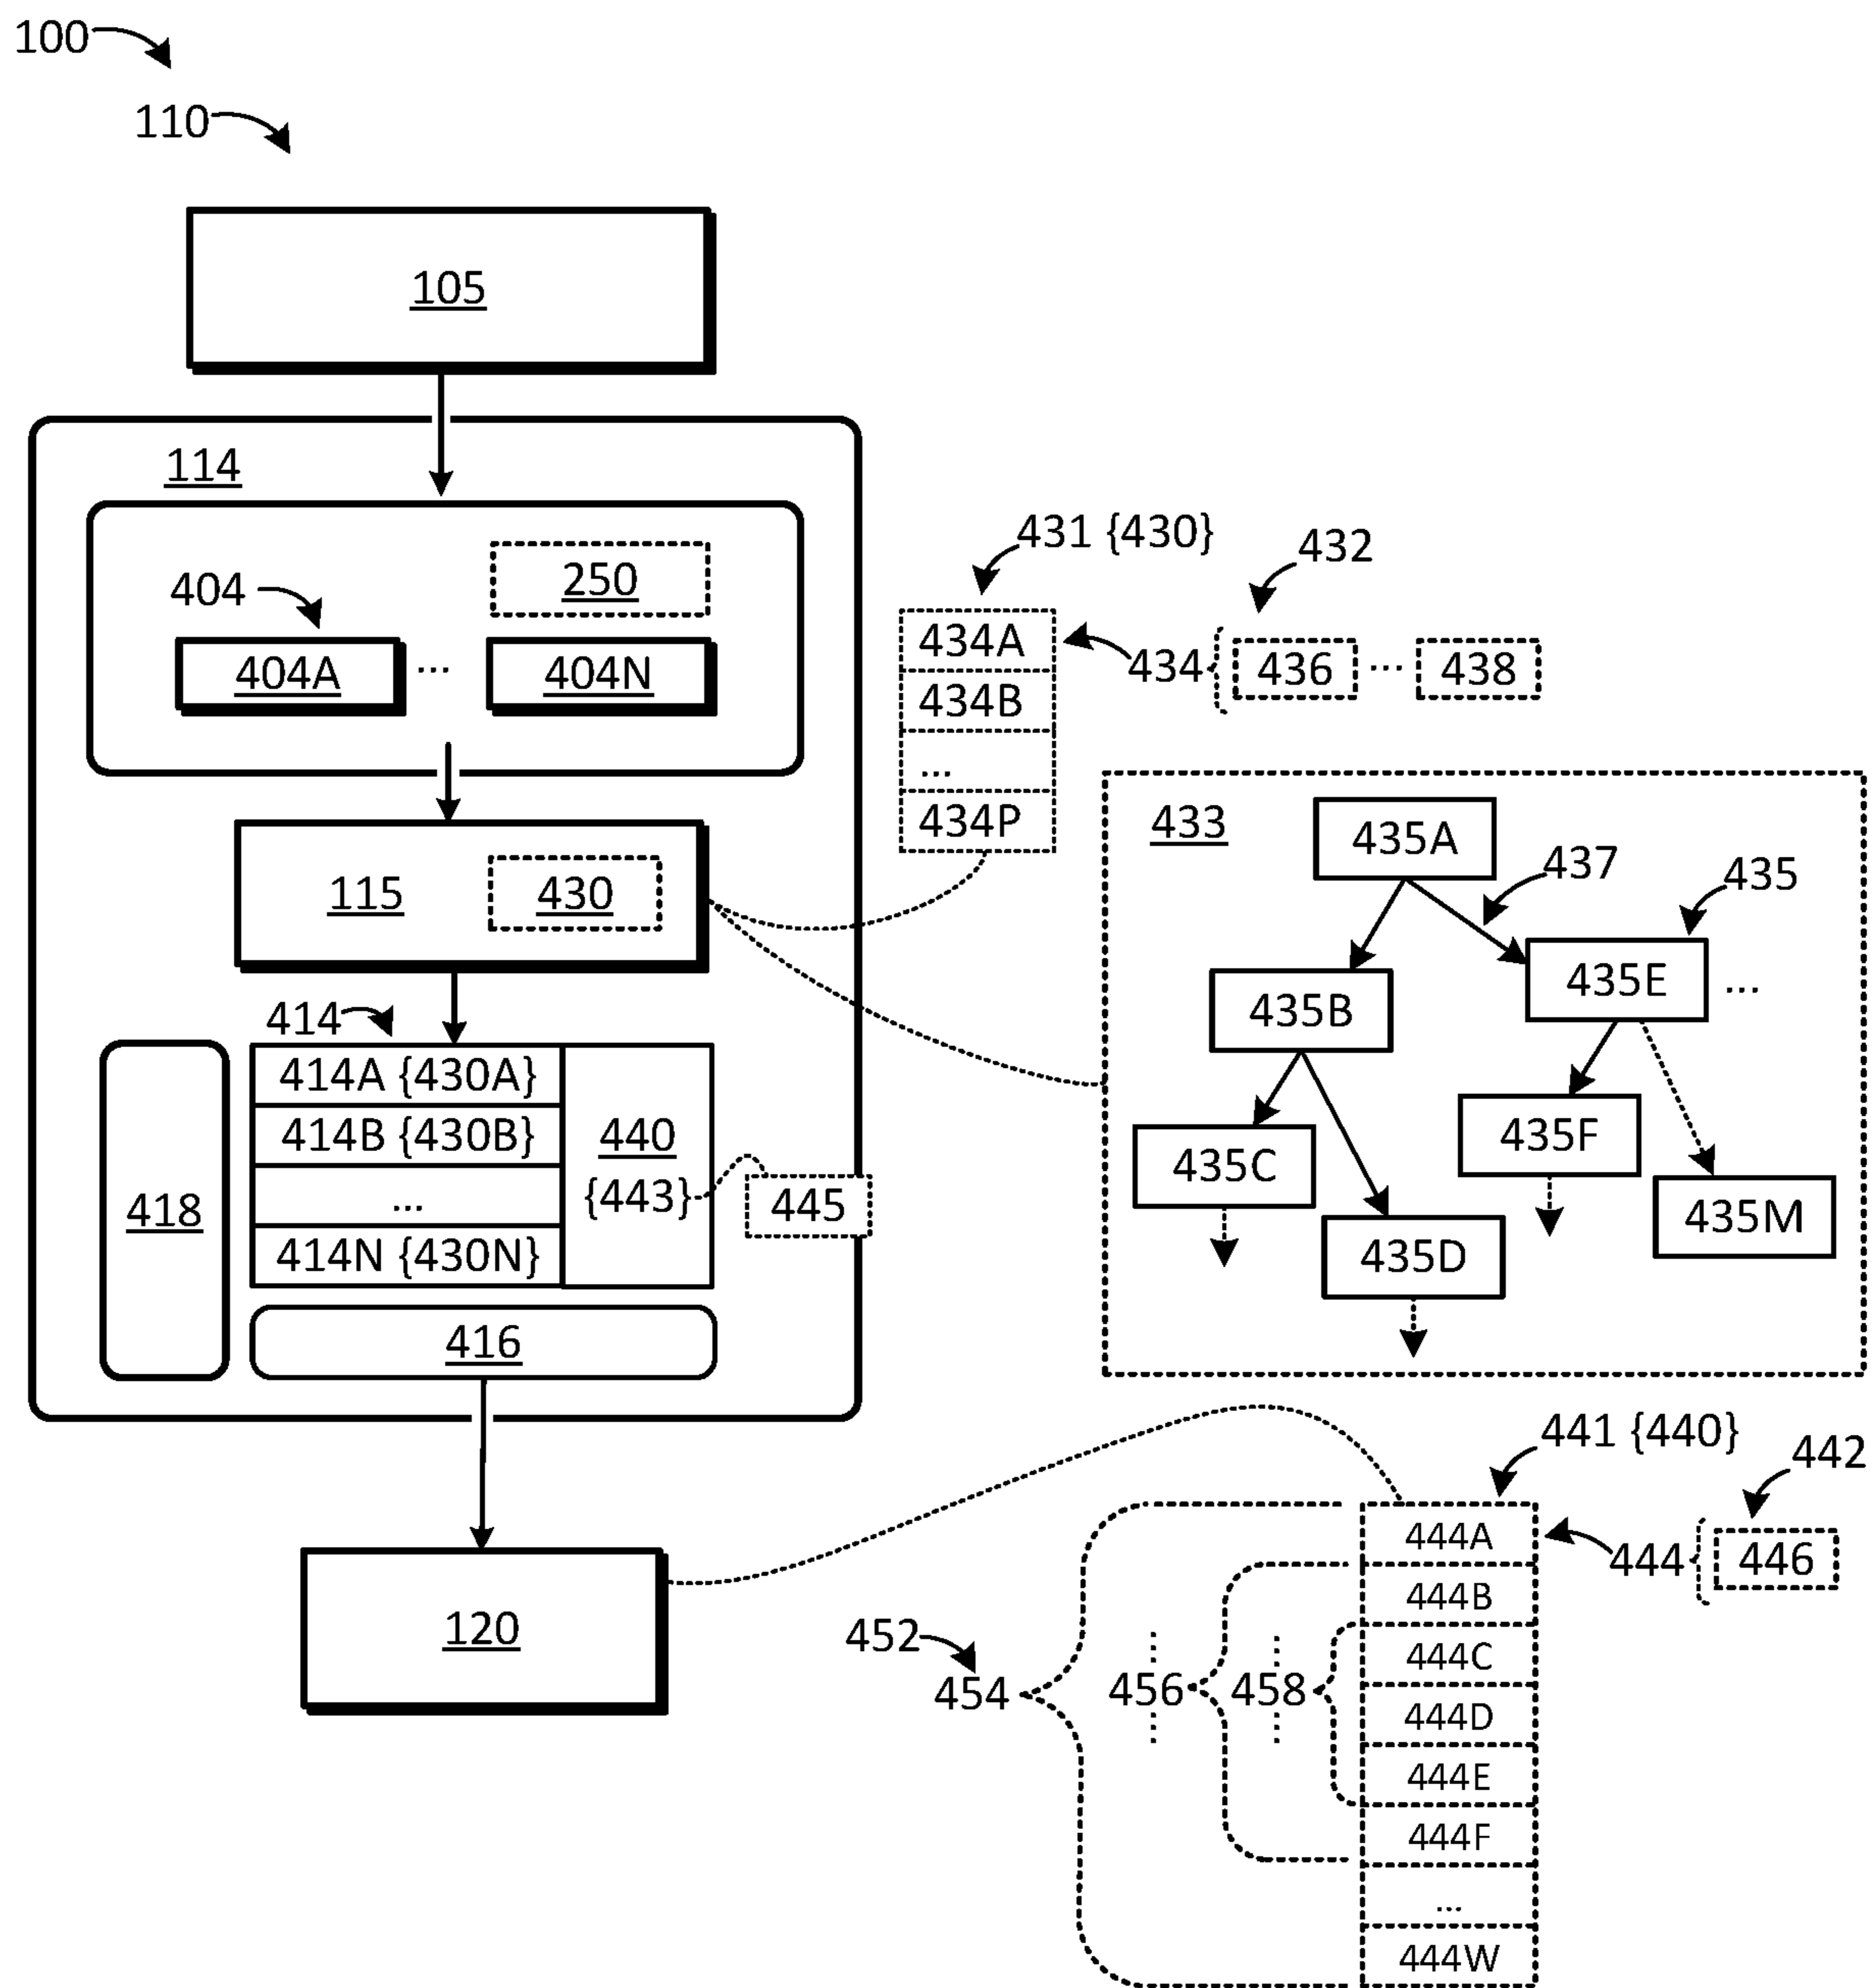 100
110
105
114
250
404
404A ... 404N
115 430
414
414A {430A}
414B {430B}
...
414N {430N}
440
{443}
445
418
416
120
431 {430}
434A
434B
...
434P
432
434 436 ... 438
433
435A
437
435
435B
435E ...
435C
435D
435F
435M
441 {440}
442
444 446
444A
444B
444C
444D
444E
444F
...
444W
452
454
456
458